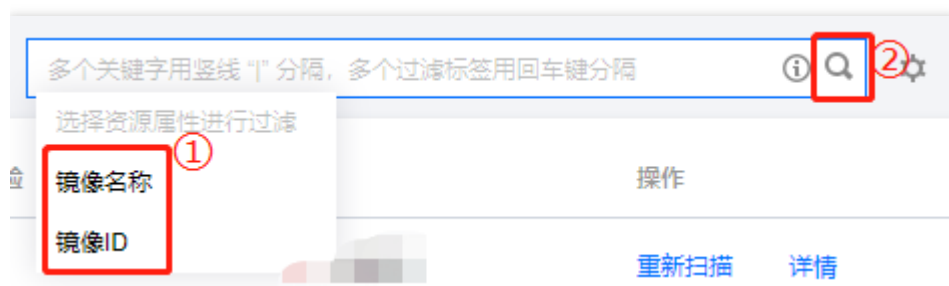 多个关键字用竖线 “|” 分隔，多个过滤标签用回车键分隔
②
选择资源属性进行过滤
①
镜像名称
操作
镜像ID
重新扫描 详情